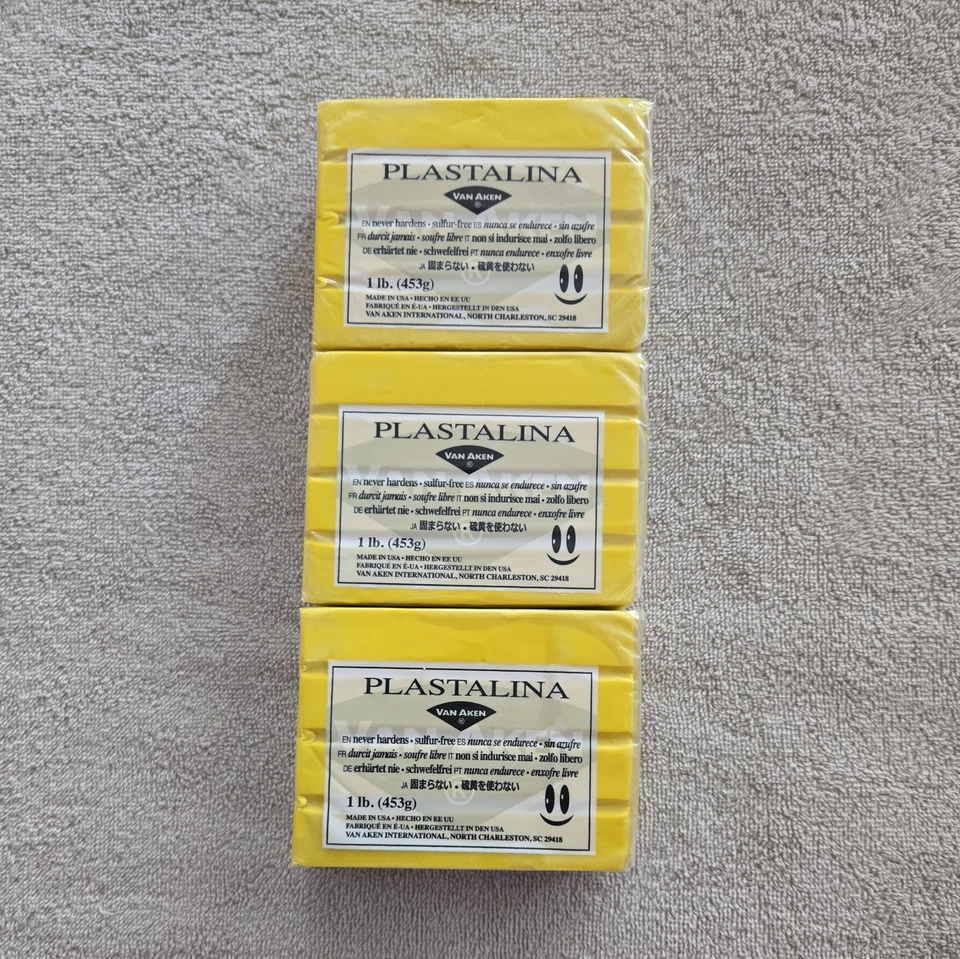 PLASTALINA
VAN AKEN
®
EN never hardens • sulfur-free ES nunca se endurece • sin azufre
FR durcit jamais • soufre libre IT non si indurisce mai • zolfo libero
DE erhärtet nie • schwefelfrei PT nunca endurece • enxofre livre
JA 固まらない • 硫黄を使わない
1 lb. (453g)
MADE IN USA • HECHO EN EE UU
FABRIQUÉ EN É-UA • HERGESTELLT IN DEN USA
VAN AKEN INTERNATIONAL, NORTH CHARLESTON, SC 29418
PLASTALINA
VAN AKEN
®
EN never hardens • sulfur-free ES nunca se endurece • sin azufre
FR durcit jamais • soufre libre IT non si indurisce mai • zolfo libero
DE erhärtet nie • schwefelfrei PT nunca endurece • enxofre livre
JA 固まらない • 硫黄を使わない
1 lb. (453g)
MADE IN USA • HECHO EN EE UU
FABRIQUÉ EN É-UA • HERGESTELLT IN DEN USA
VAN AKEN INTERNATIONAL, NORTH CHARLESTON, SC 29418
PLASTALINA
VAN AKEN
®
EN never hardens • sulfur-free ES nunca se endurece • sin azufre
FR durcit jamais • soufre libre IT non si indurisce mai • zolfo libero
DE erhärtet nie • schwefelfrei PT nunca endurece • enxofre livre
JA 固まらない • 硫黄を使わない
1 lb. (453g)
MADE IN USA • HECHO EN EE UU
FABRIQUÉ EN É-UA • HERGESTELLT IN DEN USA
VAN AKEN INTERNATIONAL, NORTH CHARLESTON, SC 29418